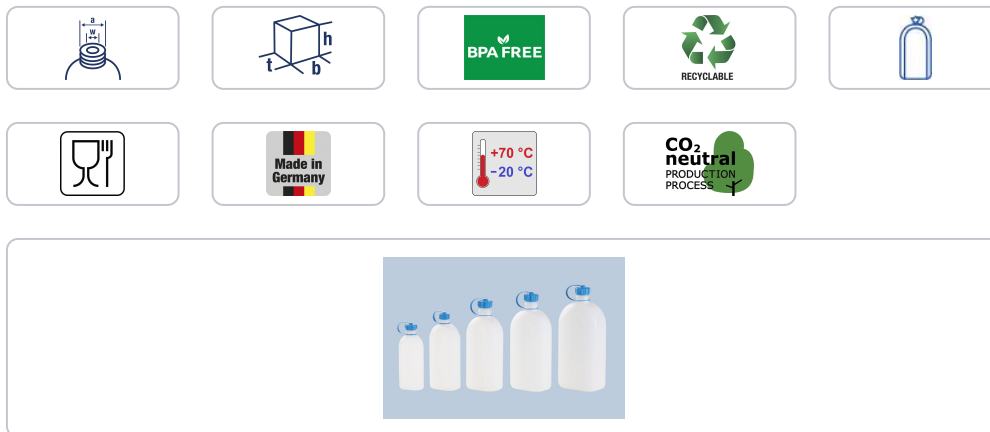 a
w
h
t
b
BPA FREE
RECYCLABLE
Made in
Germany
+70 °C
-20 °C
CO₂
neutral
PRODUCTION
PROCESS